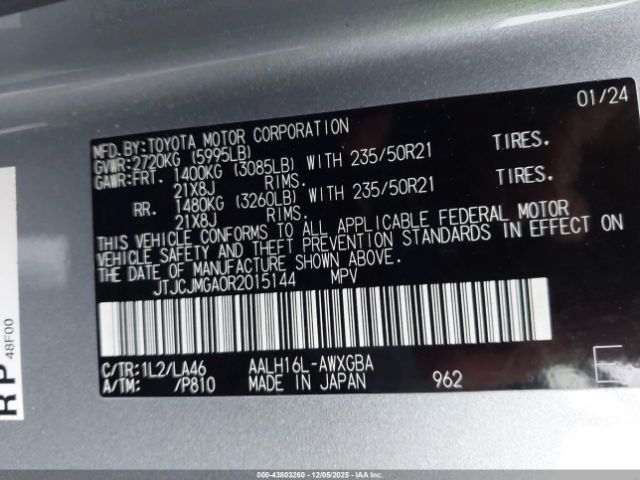 01/24
MFD.BY:TOYOTA MOTOR CORPORATION
GVWR:2720KG (5995LB)
GAWR:FRT. 1400KG (3085LB) WITH 235/50R21 TIRES.
21X8J RIMS.
RR. 1480KG (3260LB) WITH 235/50R21 TIRES.
21X8J RIMS.
THIS VEHICLE CONFORMS TO ALL APPLICABLE FEDERAL MOTOR
VEHICLE SAFETY AND THEFT PREVENTION STANDARDS IN EFFECT ON
THE DATE OF MANUFACTURE SHOWN ABOVE.
JTJCJMGA0R2015144 MPV
C/TR:1L2/LA46 AALH16L-AWXGBA
A/TM: /P810 MADE IN JAPAN 962
RP
48F00
000-43803260 - 12/05/2025 - IAA Inc. Copyright